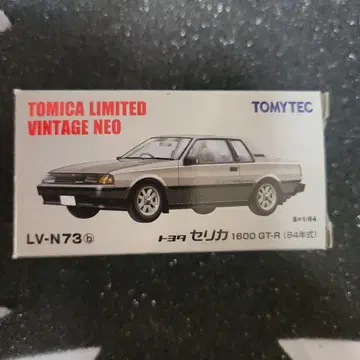 TOMICA LIMITED
VINTAGE NEO
TOMYTEC
S=1/64
LV-N73ⓑ
トヨタ セリカ 1600 GT-R (84年式)